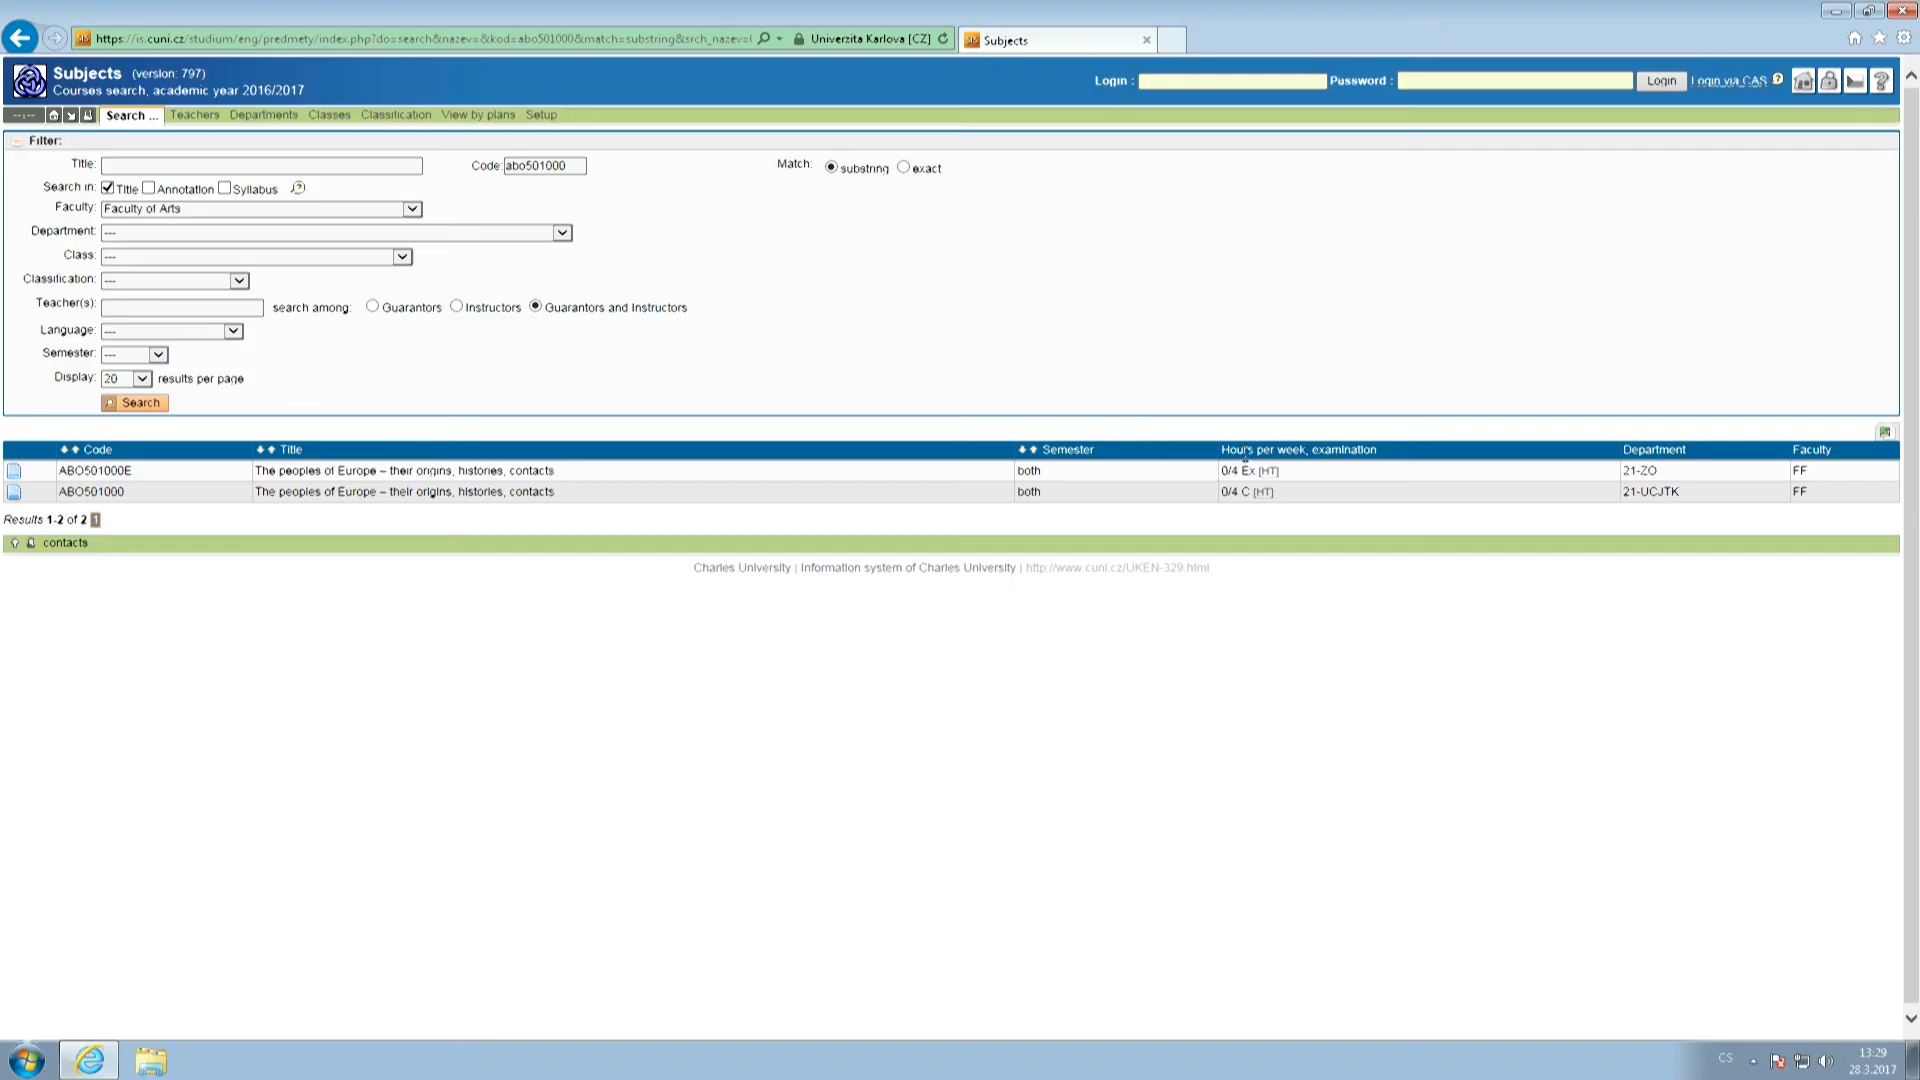 https://is.cuni.cz/studium/eng/predmety/index.php?do=search&nazev=&kod=abo501000&match=substring&srch_nazev=( Univerzita Karlova [CZ] Subjects
Subjects (version: 797) Login : Password : Login Login via CAS
Courses search, academic year 2016/2017
--:-- Search ... Teachers Departments Classes Classification View by plans Setup
Filter:
Title: Code: abo501000 Match: substring exact
Search in: Title Annotation Syllabus
Faculty: Faculty of Arts
Department: ---
Class: ---
Classification: ---
Teacher(s): search among: Guarantors Instructors Guarantors and Instructors
Language: ---
Semester: ---
Display: 20 results per page
Search
Code Title Semester Hours per week, examination Department Faculty
ABO501000E The peoples of Europe – their origins, histories, contacts both 0/4 Ex [HT] 21-ZO FF
ABO501000 The peoples of Europe – their origins, histories, contacts both 0/4 C [HT] 21-UCJTK FF
Results 1-2 of 2 1
contacts
Charles University | Information system of Charles University | http://www.cuni.cz/UKEN-329.html
CS 13:29
28.3.2017